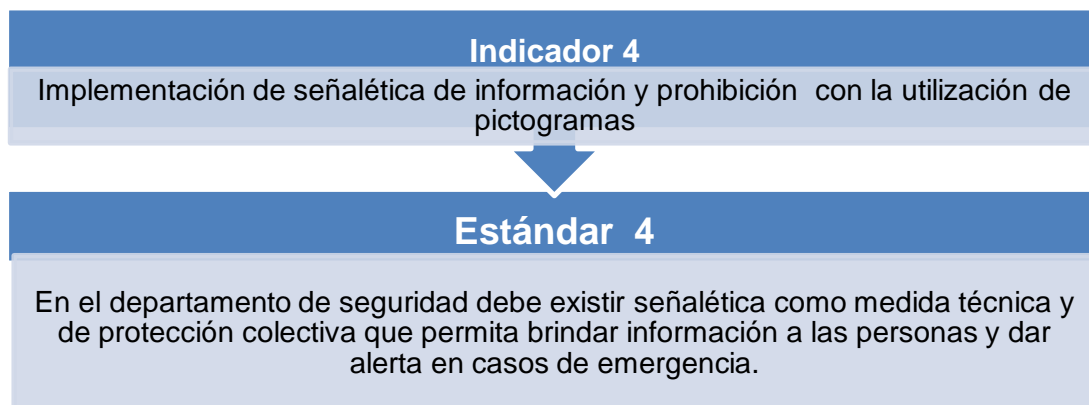 Indicador 4
Implementación de señalética de información y prohibición  con la utilización de
pictogramas
Estándar  4
En el departamento de seguridad debe existir señalética como medida técnica y
de protección colectiva que permita brindar información a las personas y dar
alerta en casos de emergencia.